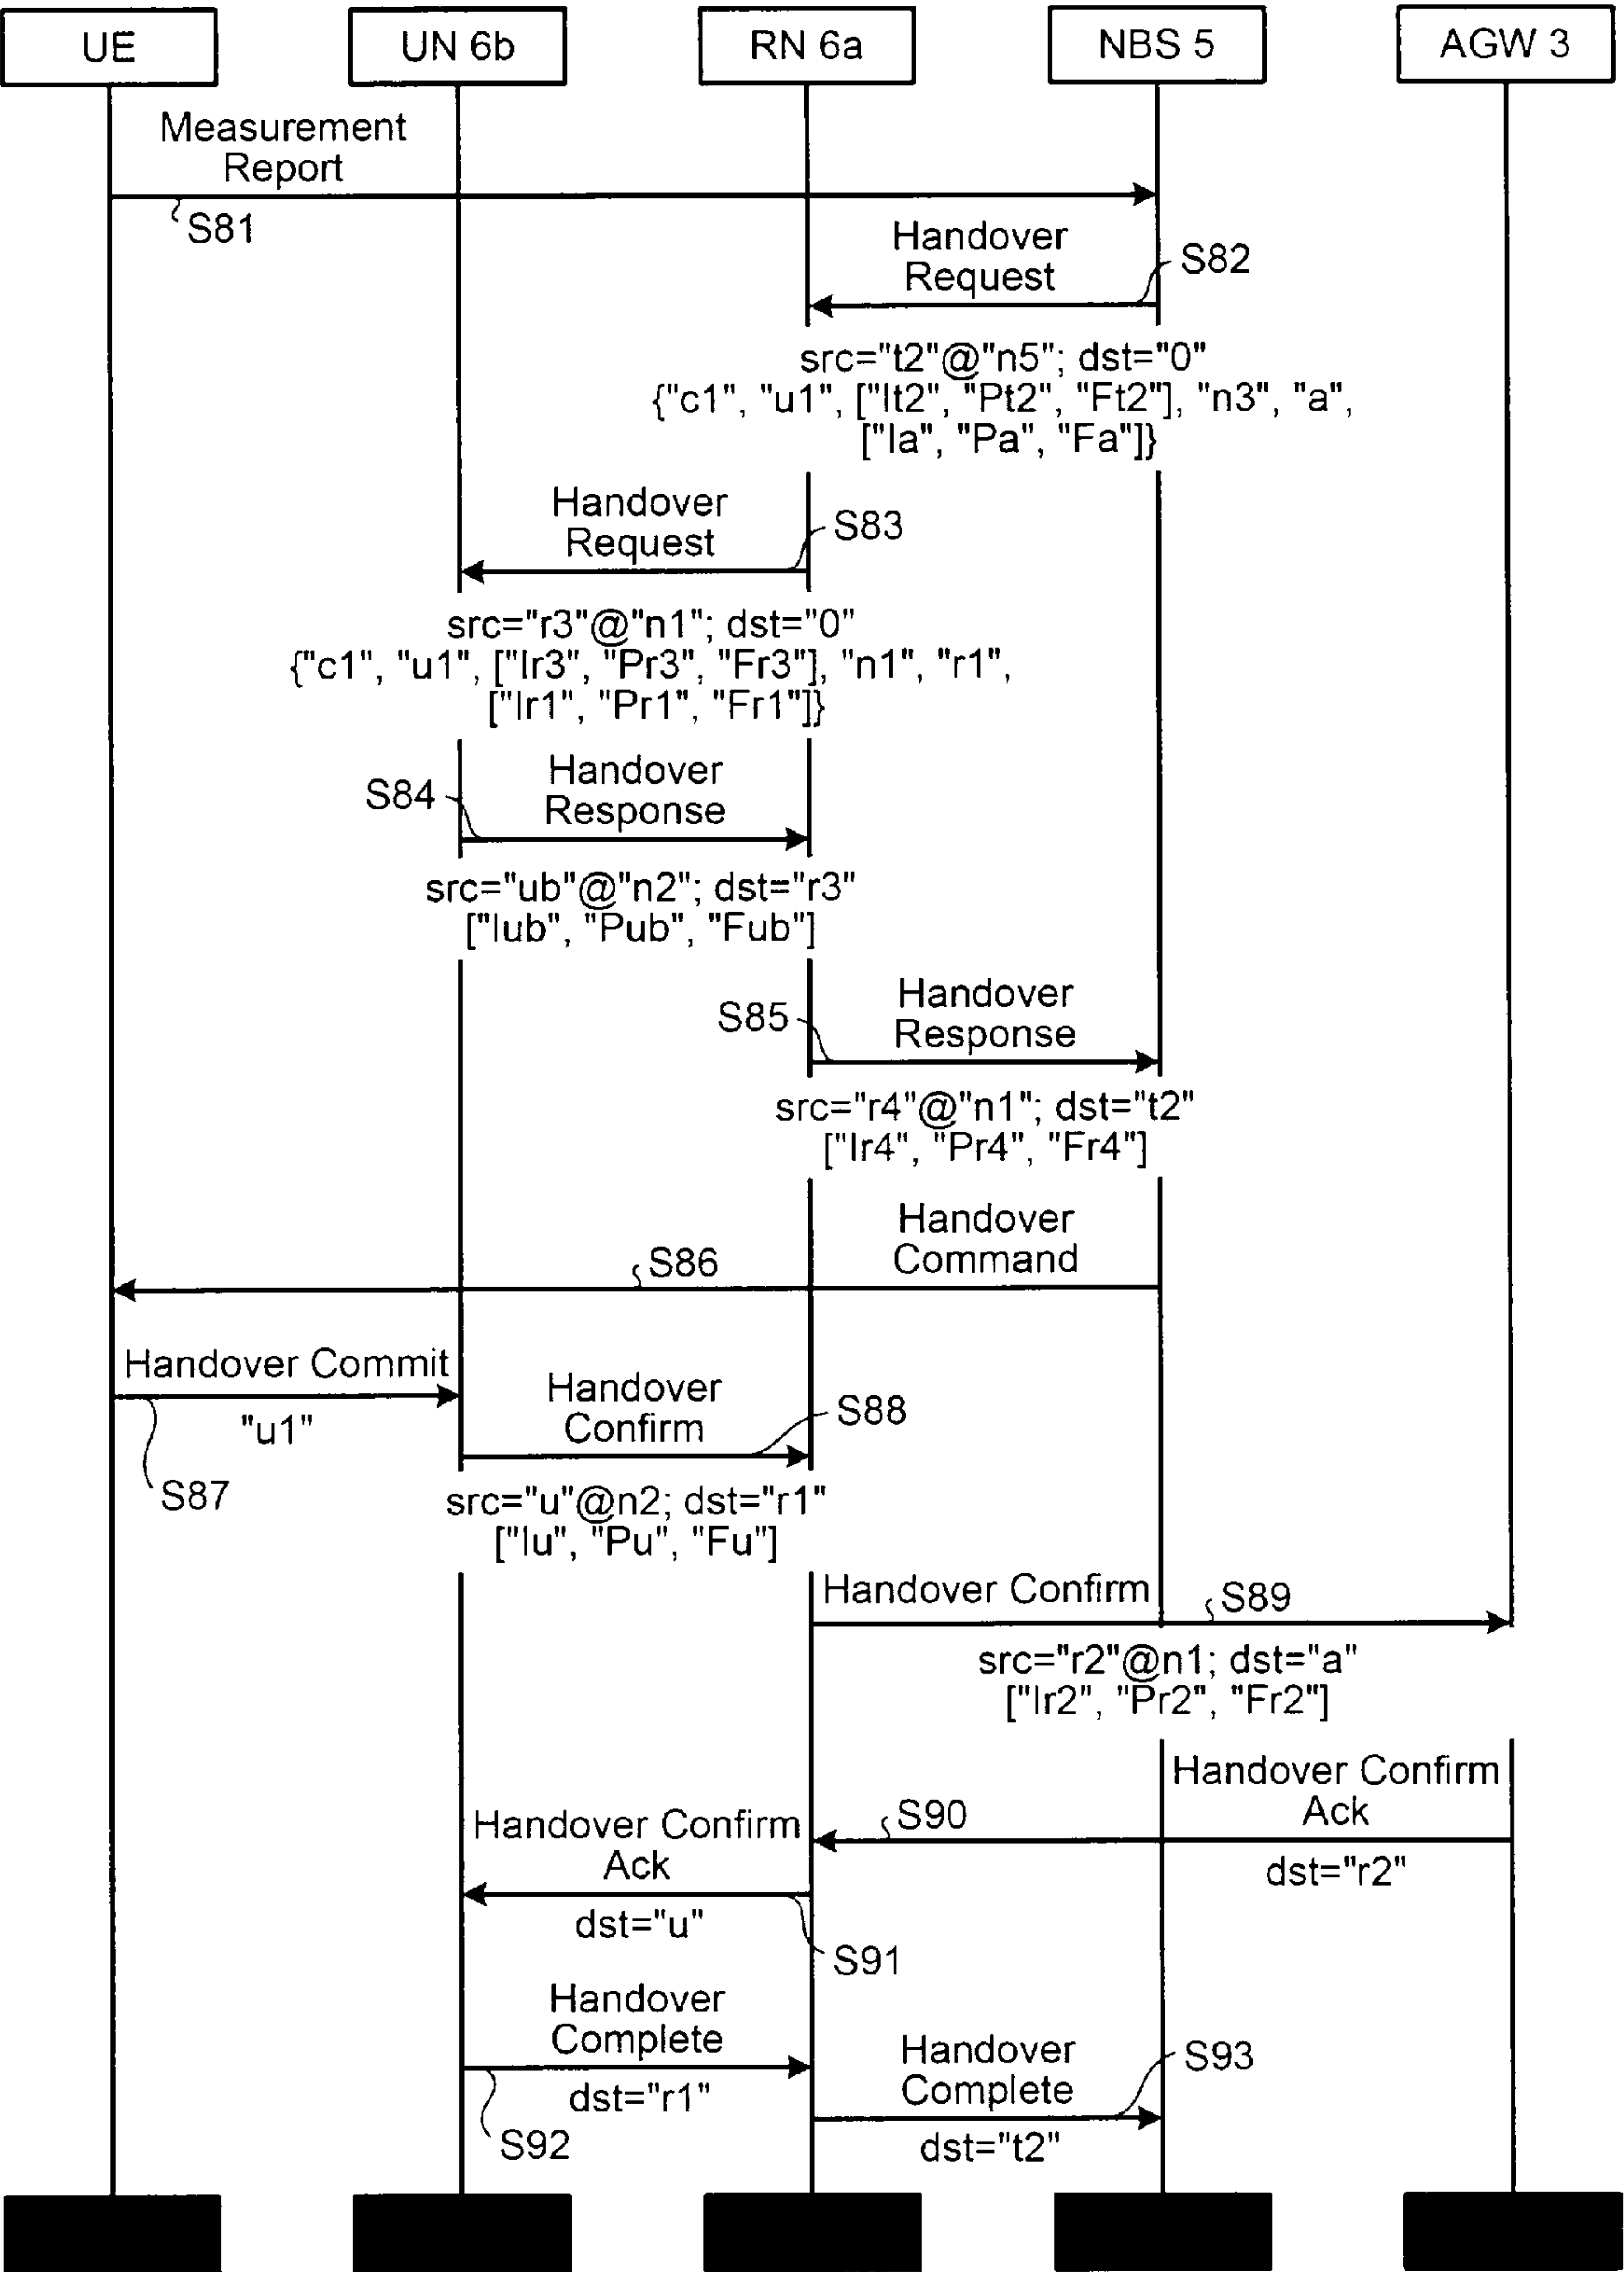 UE
UN 6b
RN 6a
NBS 5
AGW 3
Measurement
Report
S81
Handover
Request
S82
src="t2"@"n5"; dst="0"
{"c1", "u1", ["It2", "Pt2", "Ft2"], "n3", "a",
["Ia", "Pa", "Fa"]}
Handover
Request
S83
src="r3"@"n1"; dst="0"
{"c1", "u1", ["Ir3", "Pr3", "Fr3"], "n1", "r1",
["Ir1", "Pr1", "Fr1"]}
S84
Handover
Response
src="ub"@"n2"; dst="r3"
["Iub", "Pub", "Fub"]
S85
Handover
Response
src="r4"@"n1"; dst="t2"
["Ir4", "Pr4", "Fr4"]
Handover
Command
S86
Handover Commit
"u1"
S87
Handover
Confirm
S88
src="u"@n2; dst="r1"
["Iu", "Pu", "Fu"]
Handover Confirm
S89
src="r2"@n1; dst="a"
["Ir2", "Pr2", "Fr2"]
Handover Confirm
Ack
S90
dst="r2"
Handover Confirm
Ack
dst="u"
S91
Handover
Complete
dst="r1"
S92
Handover
Complete
S93
dst="t2"